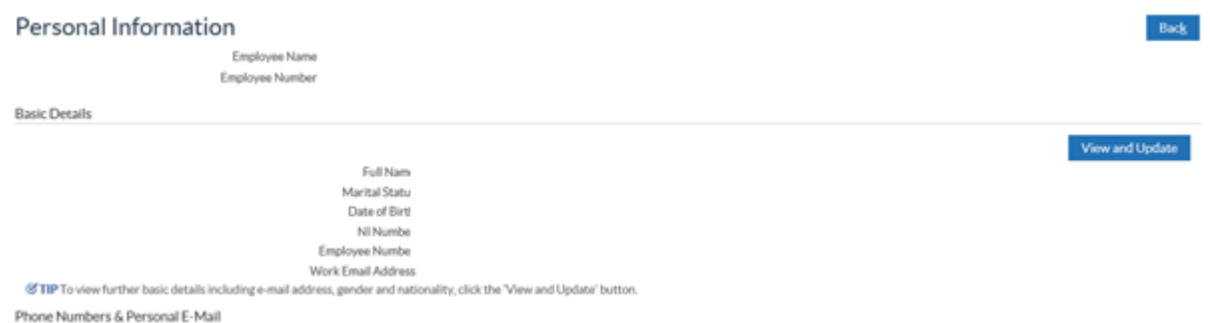 Personal Information
Back
Employee Name
Employee Number
Basic Details
View and Update
Full Nam
Marital Statu
Date of Birt
NI Numbe
Employee Numbe
Work Email Address
TIP To view further basic details including e-mail address, gender and nationality, click the 'View and Update' button.
Phone Numbers & Personal E-Mail